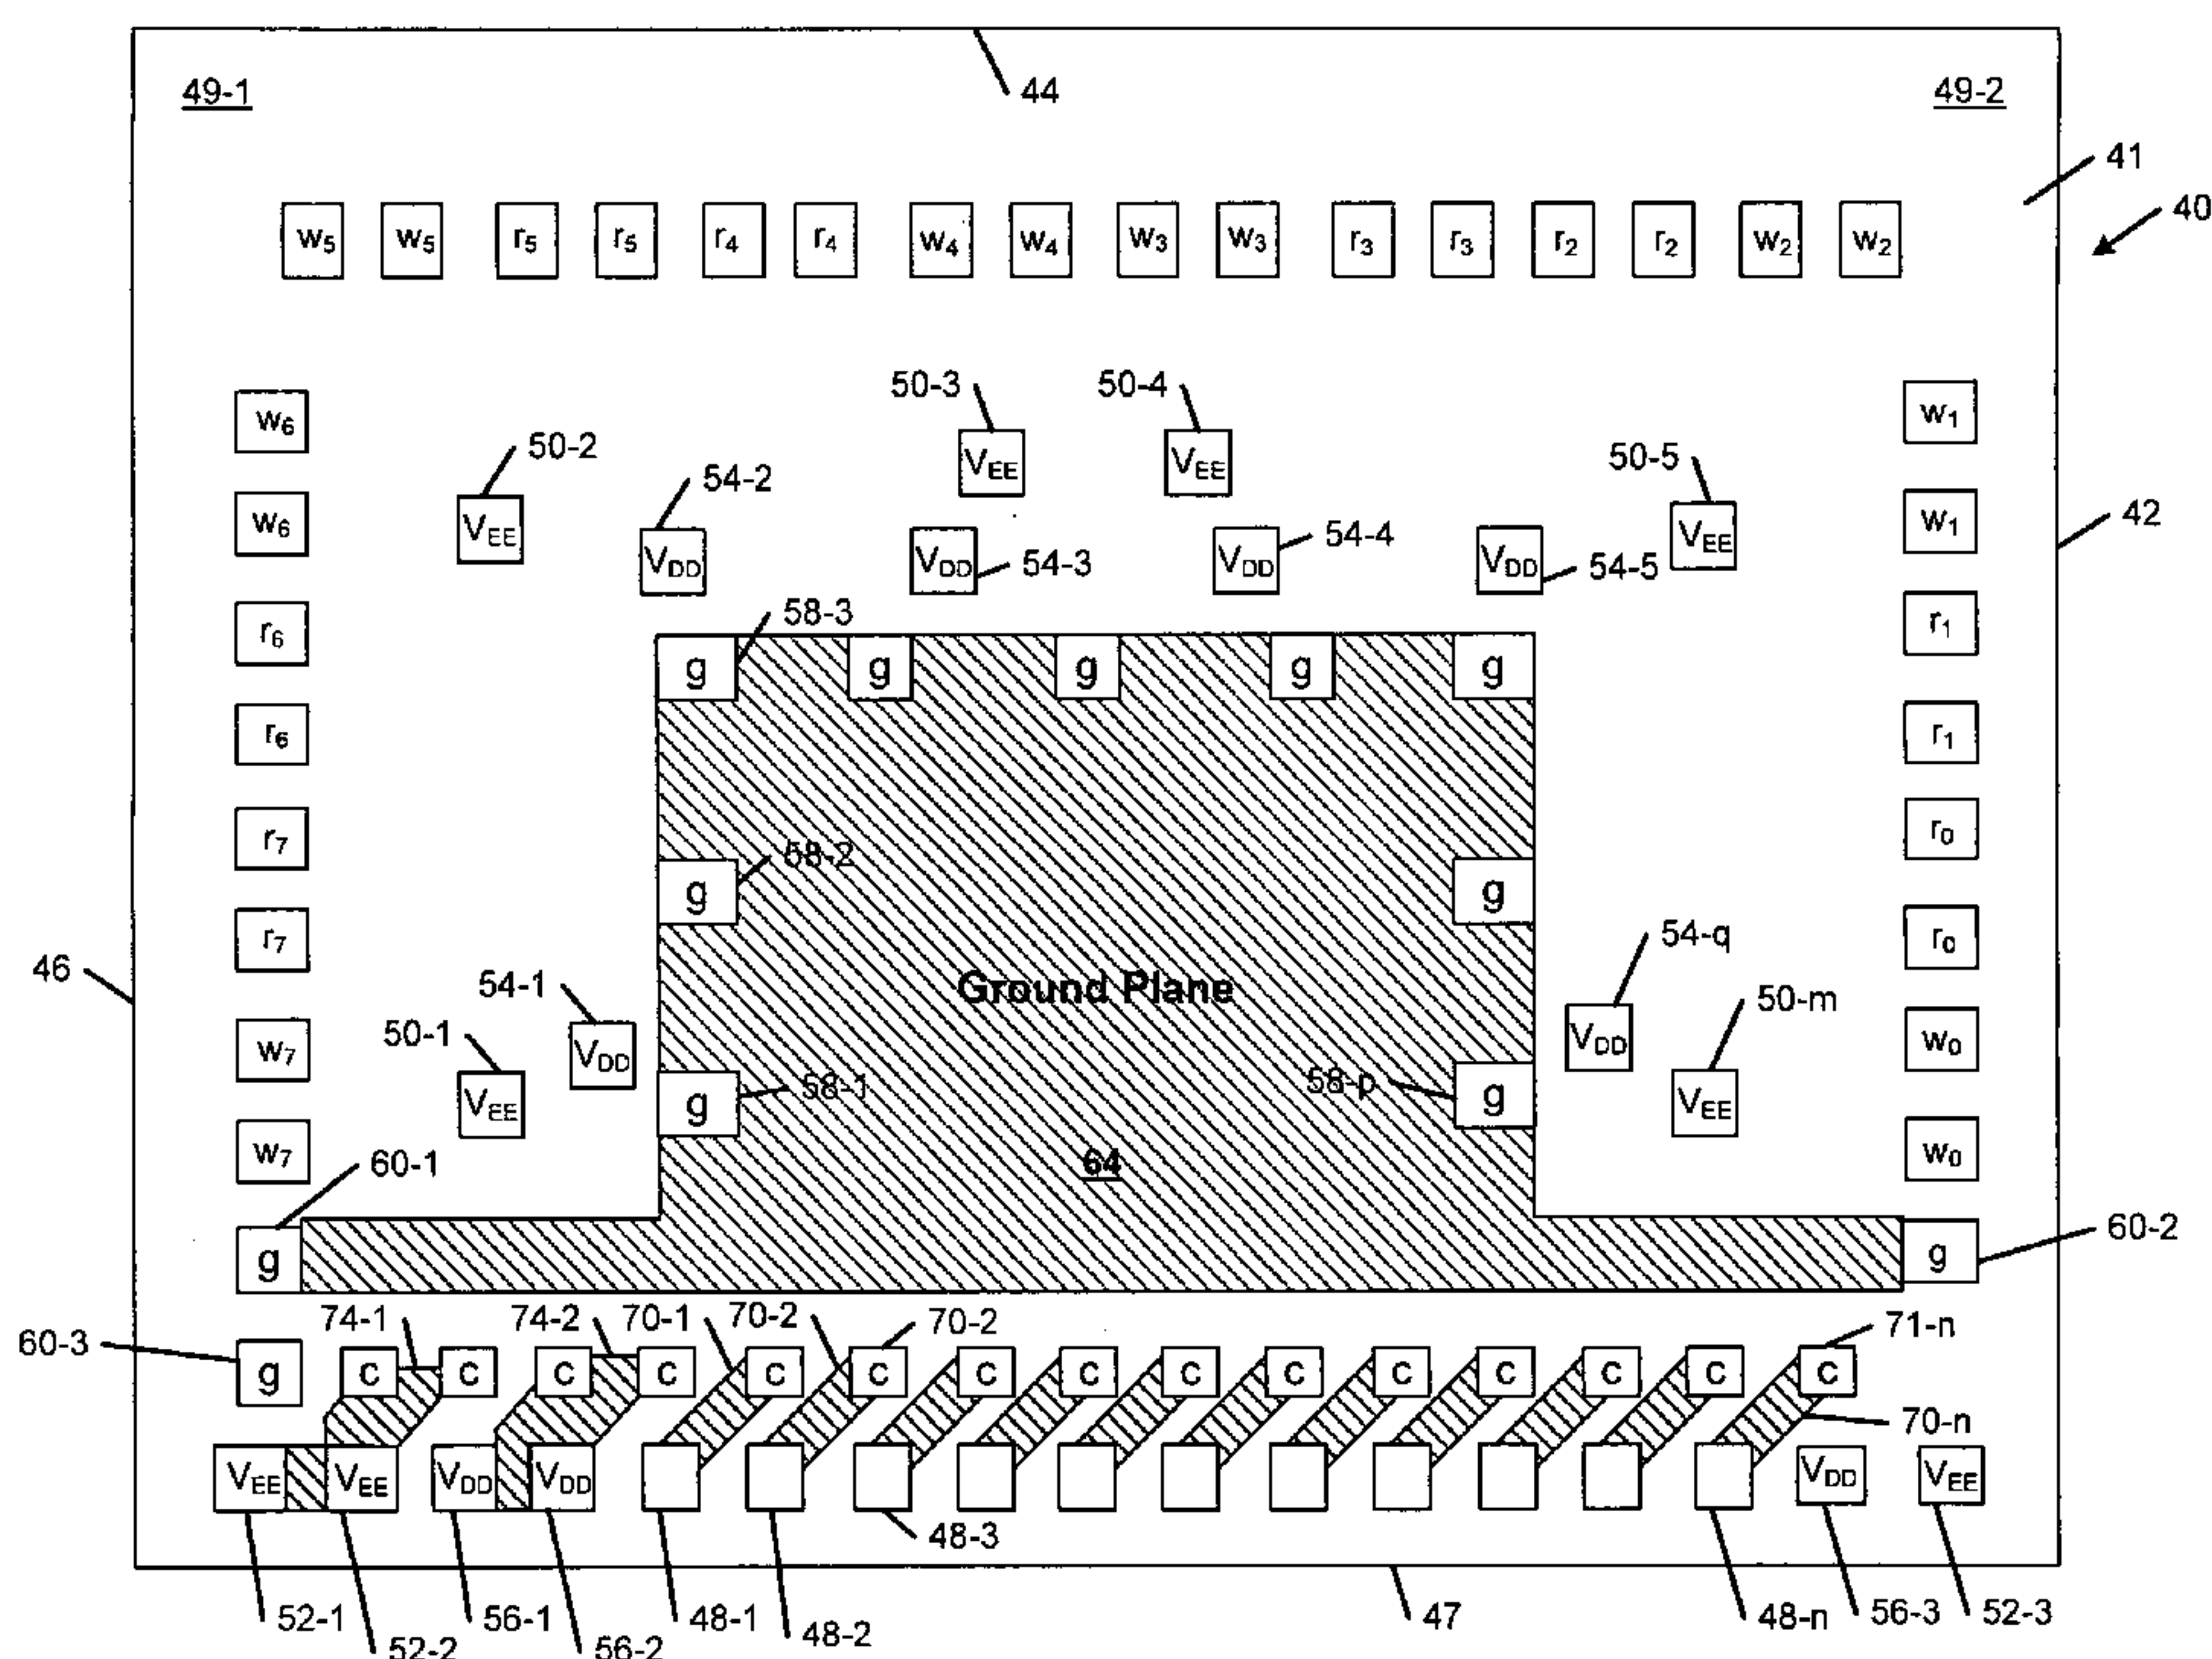 44
49-1 49-2
41
40
w5 w5 r5 r5 r4 r4 w4 w4 w3 w3 r3 r3 r2 r2 w2 w2
50-3 50-4
w6 w1
50-2 50-5
VEE VEE
54-2
w6 VEE VEE w1 42
54-4
VDD VDD 54-3 VDD VDD 54-5
58-3
r6 r1
g g g g g
r6 r1
r7 r0
58-2
g g
r7 54-q r0
46
54-1 Ground Plane
50-m
50-1 VDD VDD w0
w7
VEE 58-1 58-p VEE
g g
w7 w0
60-1 64
60-2
g g
74-1 74-2 70-1 70-2 70-2 71-n
60-3
g c c c c c c c c c c c c c c c
70-n
VEE VEE VDD VDD VDD VEE
48-3
52-1 56-1 48-1 47 48-n 56-3 52-3
52-2 56-2 48-2